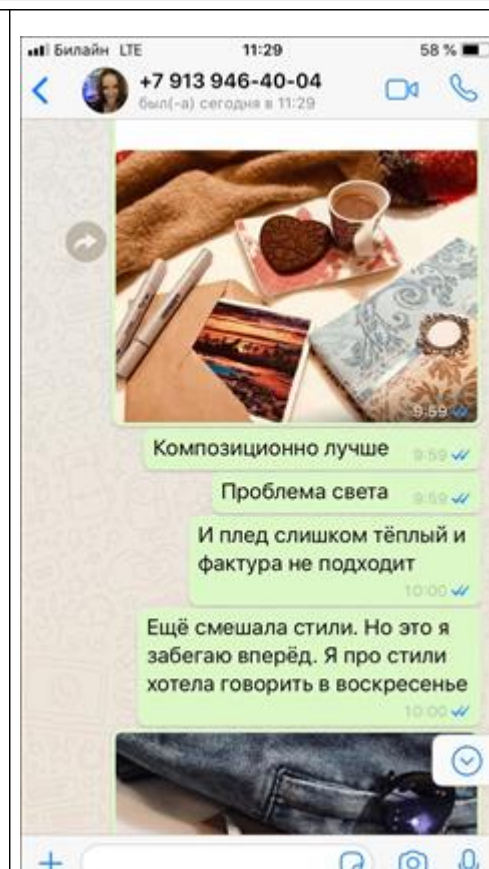 Билайн LTE 11:29 58 %
+7 913 946-40-04
был(-а) сегодня в 11:29
9:59
Композиционно лучше 9:59
Проблема света 9:59
И плед слишком тёплый и
фактура не подходит
10:00
Ещё смешала стили. Но это я
забегаю вперёд. Я про стили
хотела говорить в воскресенье
10:00